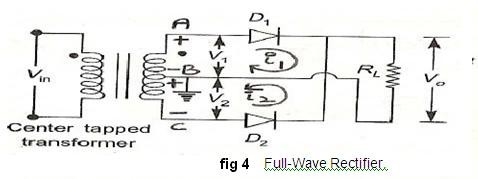 A
D₁
+
V₁
i₁
−
B
+
V₂
i₂
−
C
D₂
Vin
RL
Vo
Center tapped
transformer
fig 4 Full-Wave Rectifier.